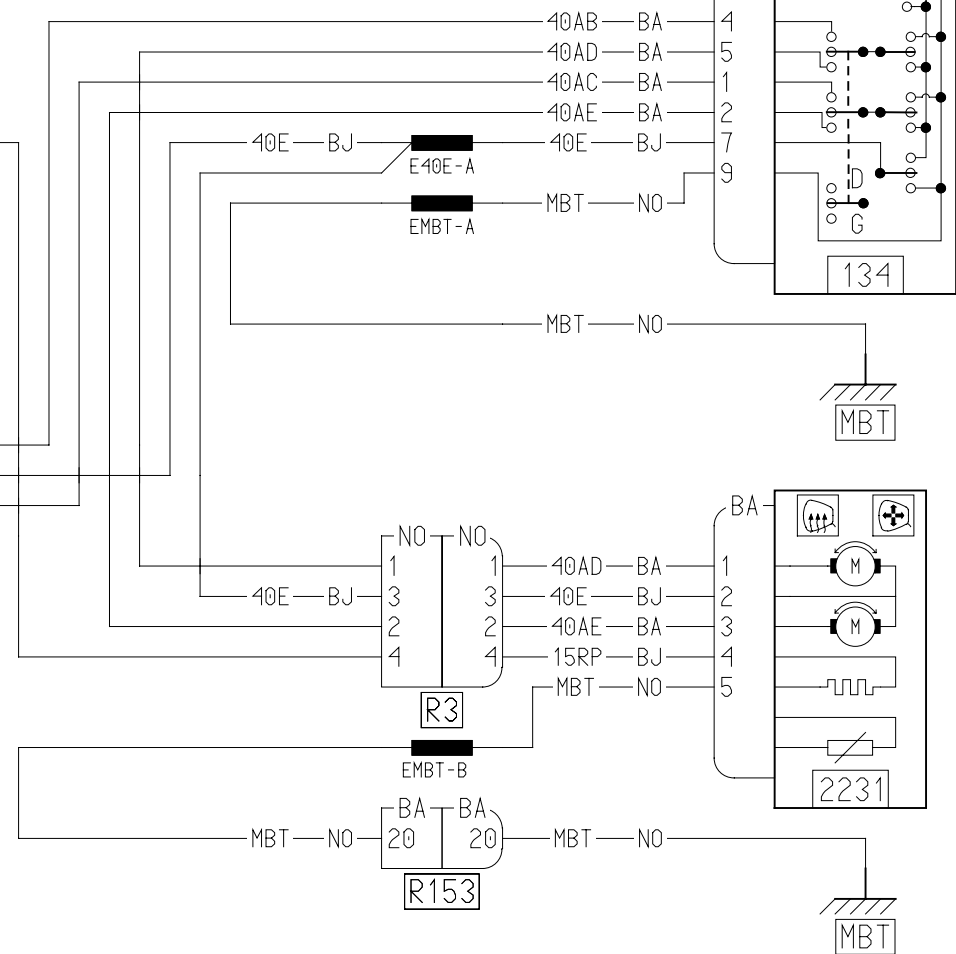 40AB BA 4
40AD BA 5
40AC BA 1
40AE BA 2
40E BJ 40E BJ 7
E40E-A
9
D
MBT NO
EMBT-A
G
134
MBT NO
MBT
BA
NO NO
1 1 40AD BA 1 M
40E BJ 3 3 40E BJ 2
2 2 40AE BA 3 M
4 4 15RP BJ 4
MBT NO 5
R3
EMBT-B
2231
BA BA
MBT NO 20 20 MBT NO
R153
MBT